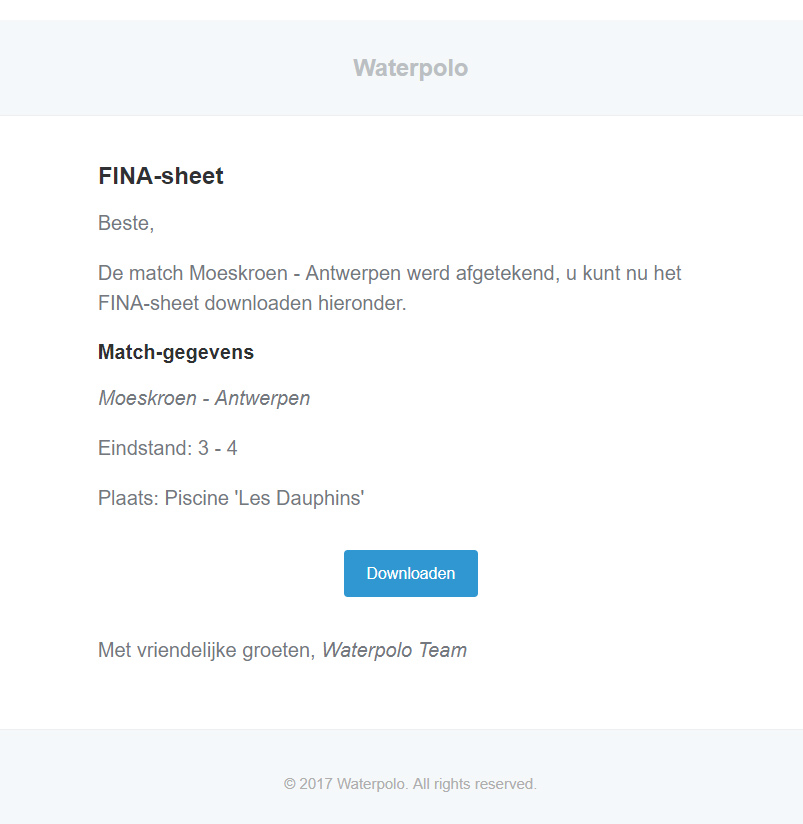 Waterpolo
FINA-sheet
Beste,
De match Moeskroen - Antwerpen werd afgetekend, u kunt nu het
FINA-sheet downloaden hieronder.
Match-gegevens
Moeskroen - Antwerpen
Eindstand: 3 - 4
Plaats: Piscine 'Les Dauphins'
Downloaden
Met vriendelijke groeten, Waterpolo Team
© 2017 Waterpolo. All rights reserved.